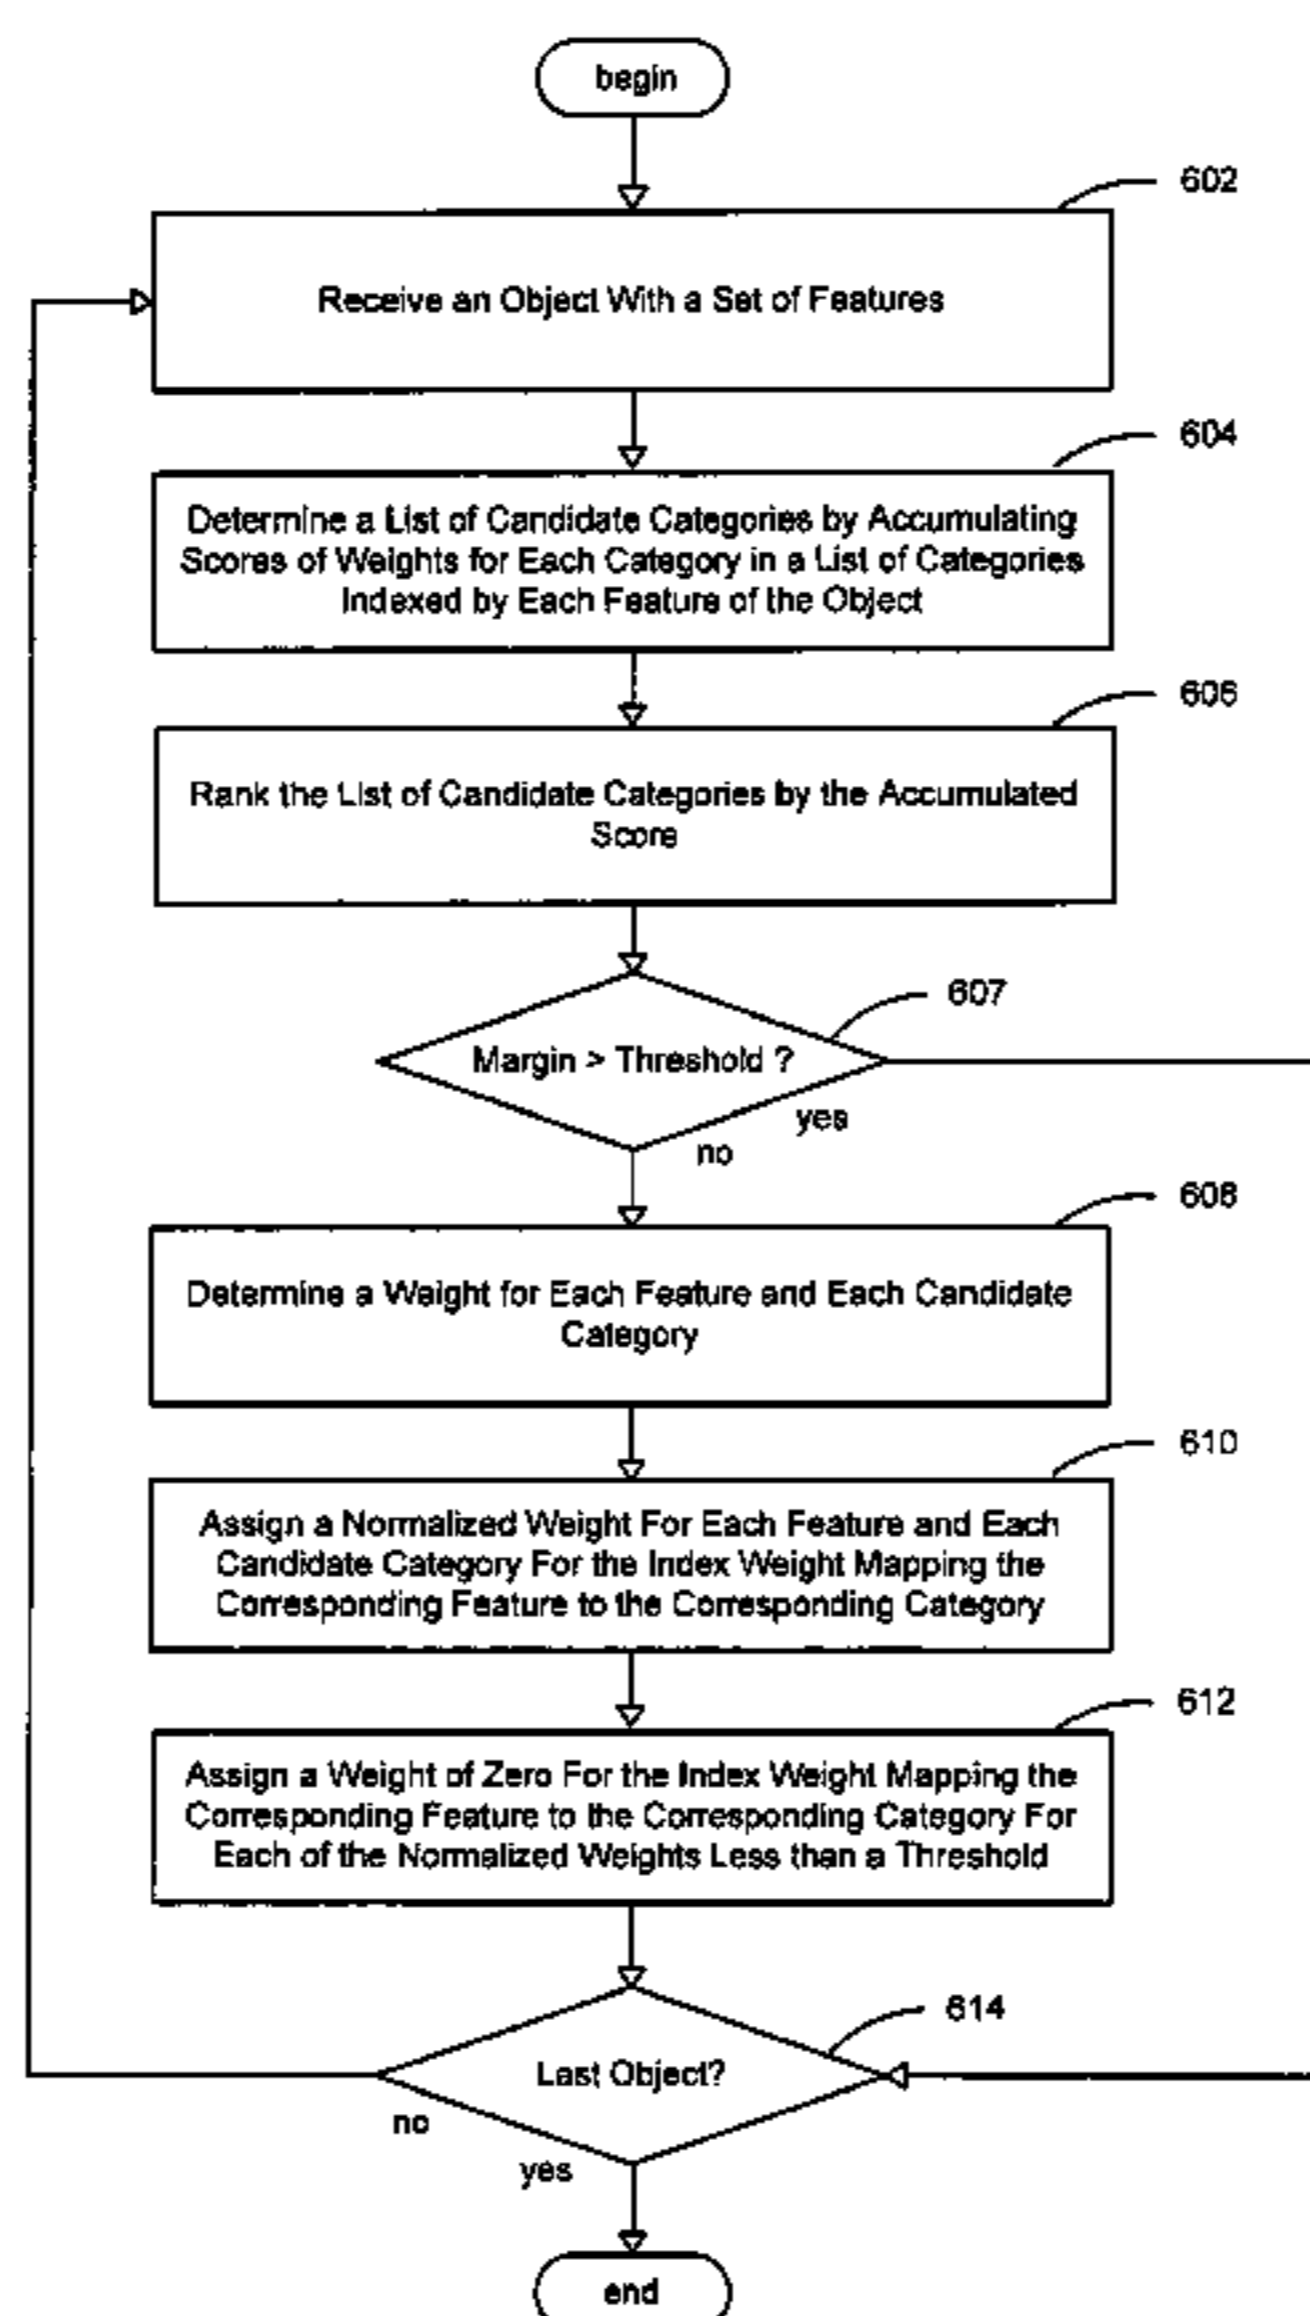 begin
602
Receive an Object With a Set of Features
604
Determine a List of Candidate Categories by Accumulating
Scores of Weights for Each Category in a List of Categories
Indexed by Each Feature of the Object
606
Rank the List of Candidate Categories by the Accumulated
Score
607
Margin > Threshold ?
yes
no
608
Determine a Weight for Each Feature and Each Candidate
Category
610
Assign a Normalized Weight For Each Feature and Each
Candidate Category For the Index Weight Mapping the
Corresponding Feature to the Corresponding Category
612
Assign a Weight of Zero For the Index Weight Mapping the
Corresponding Feature to the Corresponding Category For
Each of the Normalized Weights Less than a Threshold
614
Last Object?
no
yes
end